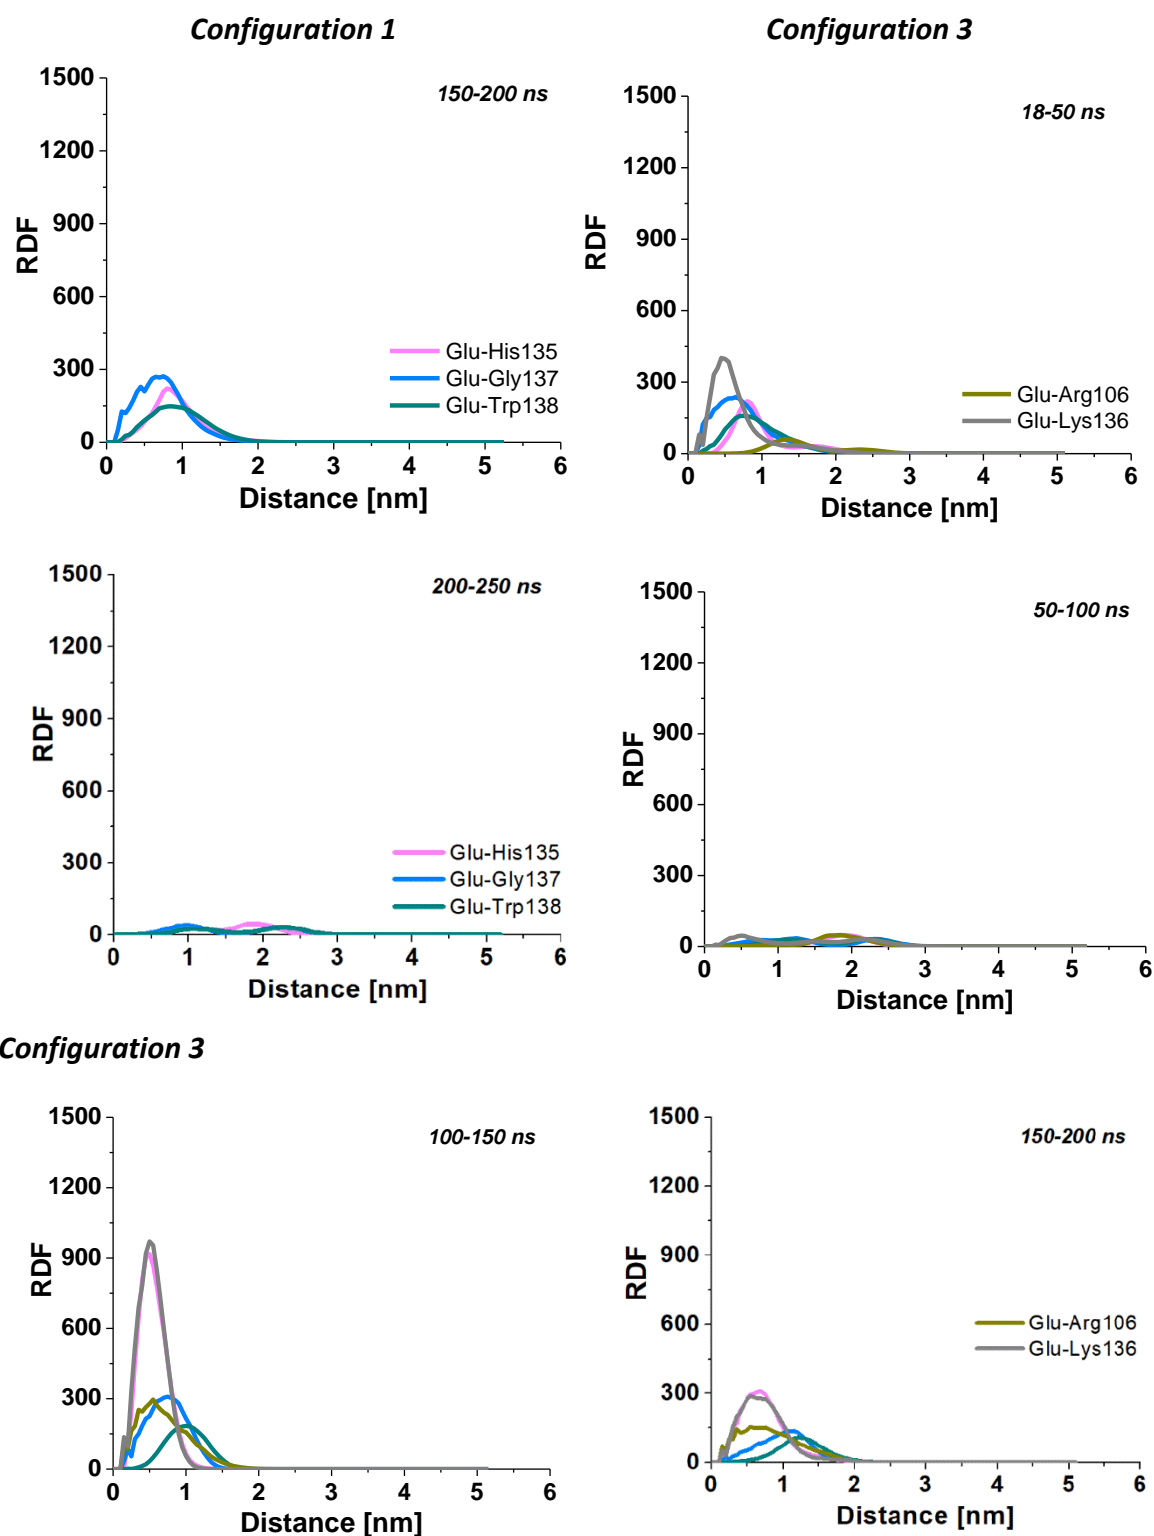 Configuration 1
Configuration 3
150-200 ns
1500
1200
900
600
300
0
RDF
Glu-His135
Glu-Gly137
Glu-Trp138
0 1 2 3 4 5 6
Distance [nm]
18-50 ns
1500
1200
900
600
300
0
RDF
Glu-Arg106
Glu-Lys136
0 1 2 3 4 5 6
Distance [nm]
200-250 ns
1500
1200
900
600
300
0
RDF
Glu-His135
Glu-Gly137
Glu-Trp138
0 1 2 3 4 5 6
Distance [nm]
50-100 ns
1500
1200
900
600
300
0
RDF
0 1 2 3 4 5 6
Distance [nm]
Configuration 3
100-150 ns
1500
1200
900
600
300
0
RDF
0 1 2 3 4 5 6
Distance [nm]
150-200 ns
1500
1200
900
600
300
0
RDF
Glu-Arg106
Glu-Lys136
0 1 2 3 4 5 6
Distance [nm]